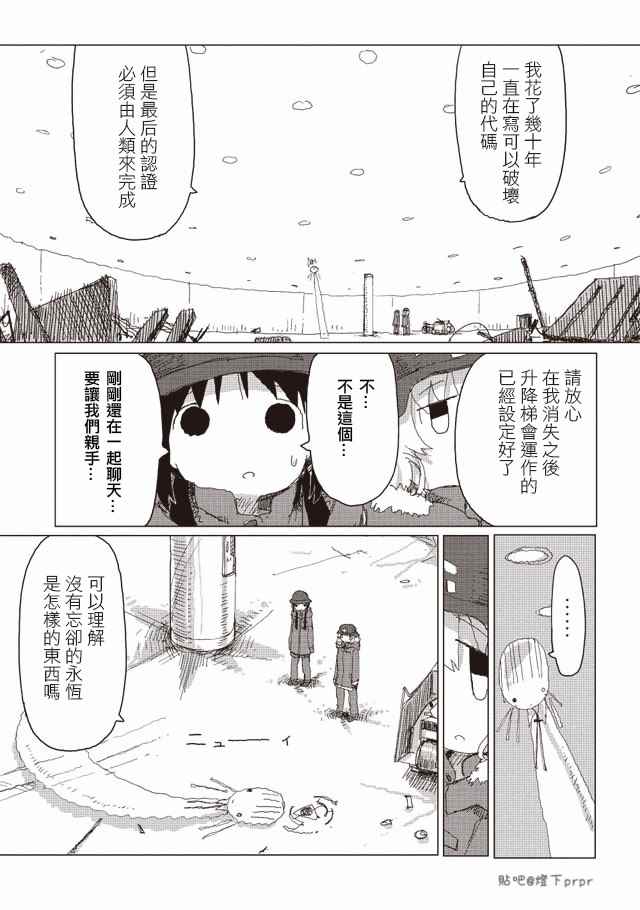 我花了幾十年
一直在寫可以破壞
自己的代碼
但是最后的認證
必須由人類來完成
請放心
在我消失之後
升降梯會運作的
已經設定好了
不…
不是這個…
剛剛還在一起聊天…
要讓我們親手…
……
可以理解
沒有忘卻的永恆
是怎樣的東西嗎
ニューィ
貼吧@燈下prpr